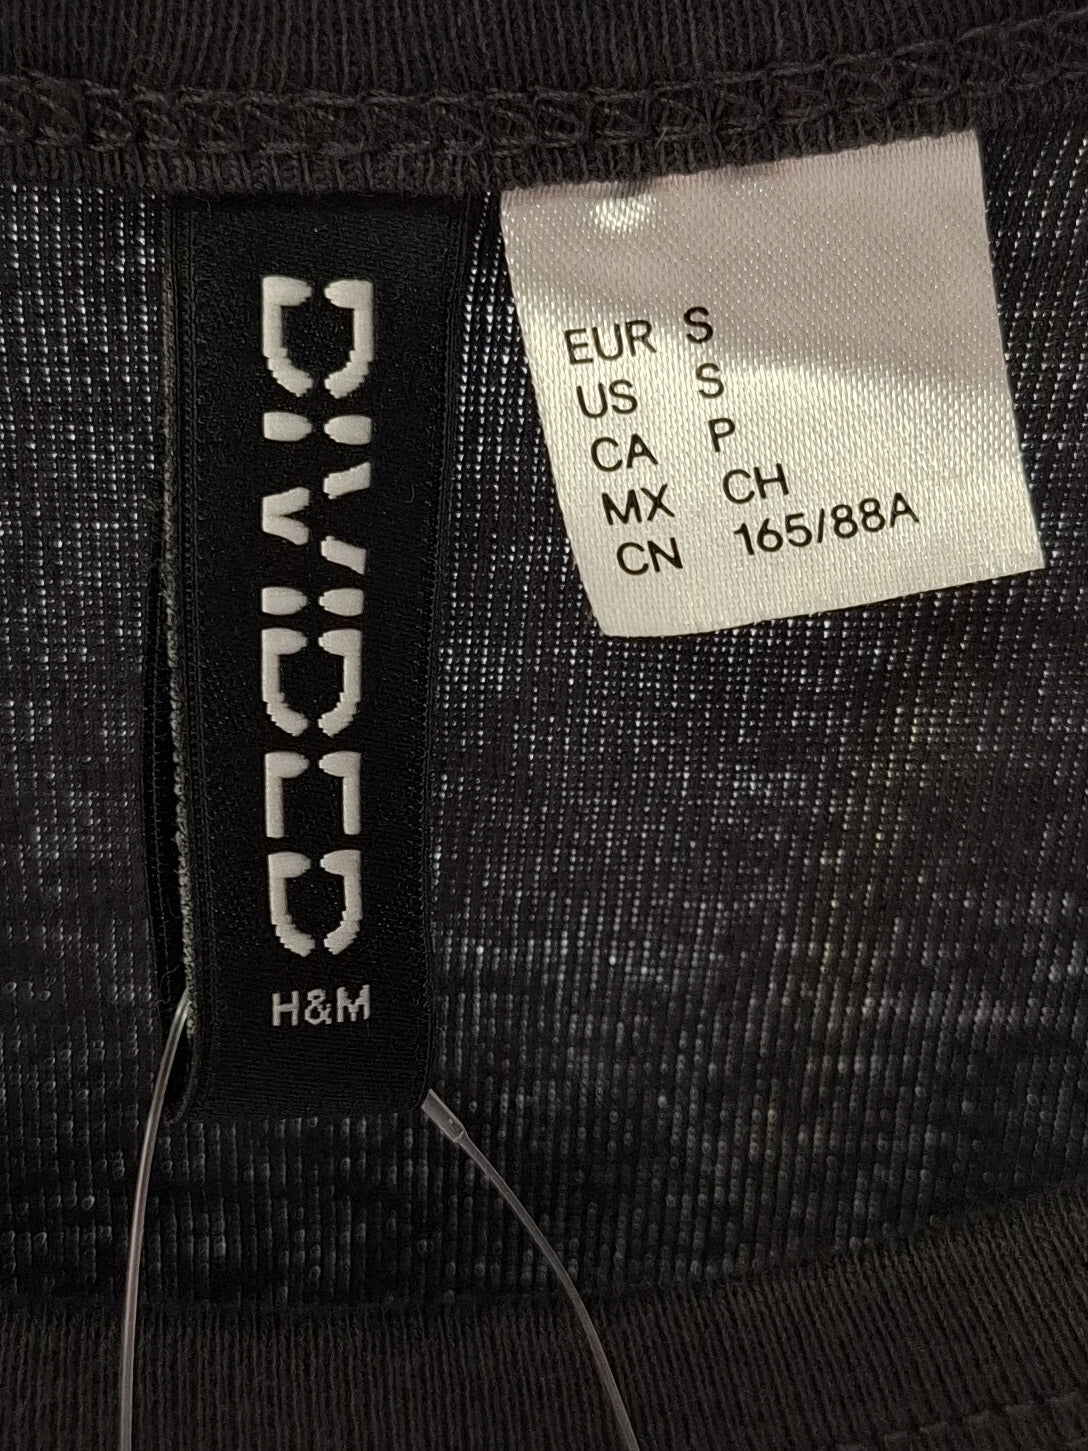 DIVIDED
H&M
EUR S
US S
CA P
MX CH
CN 165/88A